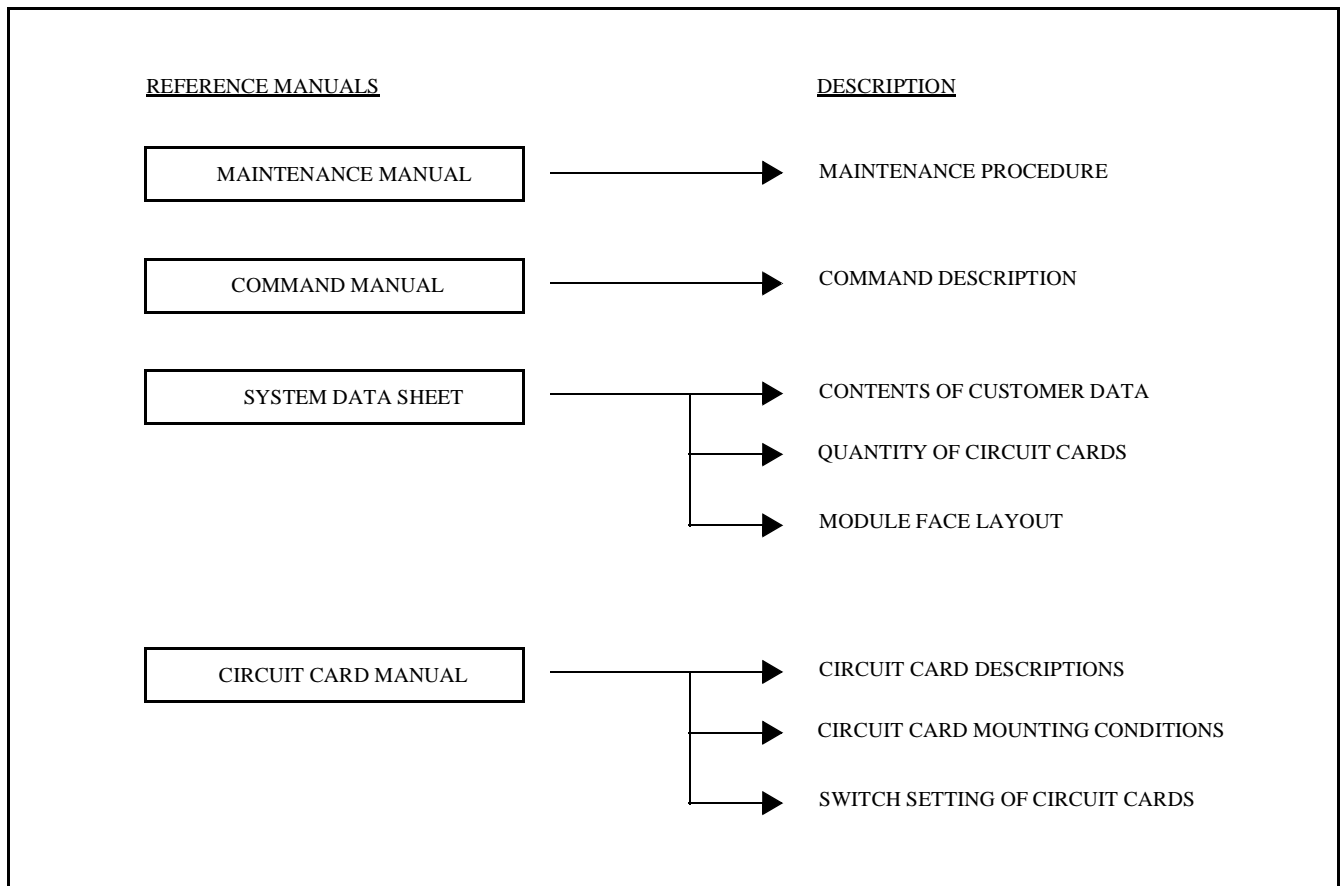 REFERENCE MANUALS DESCRIPTION
MAINTENANCE MANUAL MAINTENANCE PROCEDURE
COMMAND MANUAL COMMAND DESCRIPTION
SYSTEM DATA SHEET CONTENTS OF CUSTOMER DATA
QUANTITY OF CIRCUIT CARDS
MODULE FACE LAYOUT
CIRCUIT CARD MANUAL CIRCUIT CARD DESCRIPTIONS
CIRCUIT CARD MOUNTING CONDITIONS
SWITCH SETTING OF CIRCUIT CARDS